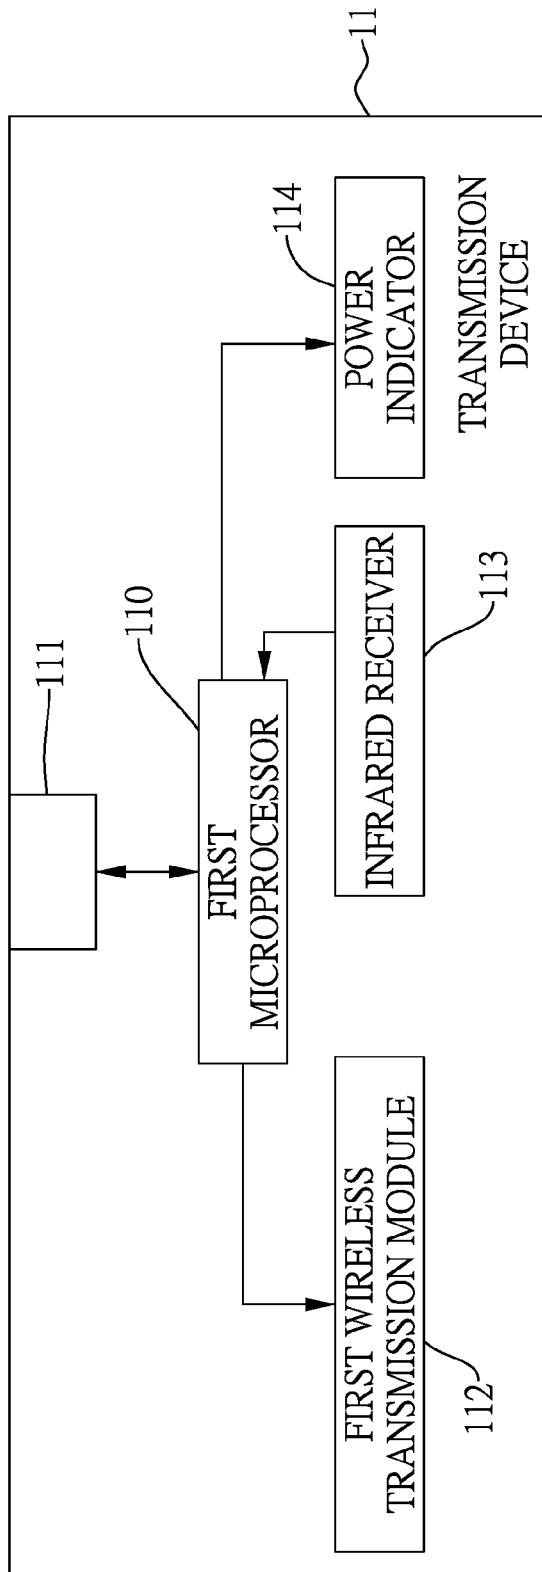 11
111
110
FIRST
MICROPROCESSOR
114
FIRST WIRELESS
TRANSMISSION MODULE
112
INFRARED RECEIVER
113
POWER
INDICATOR
TRANSMISSION
DEVICE